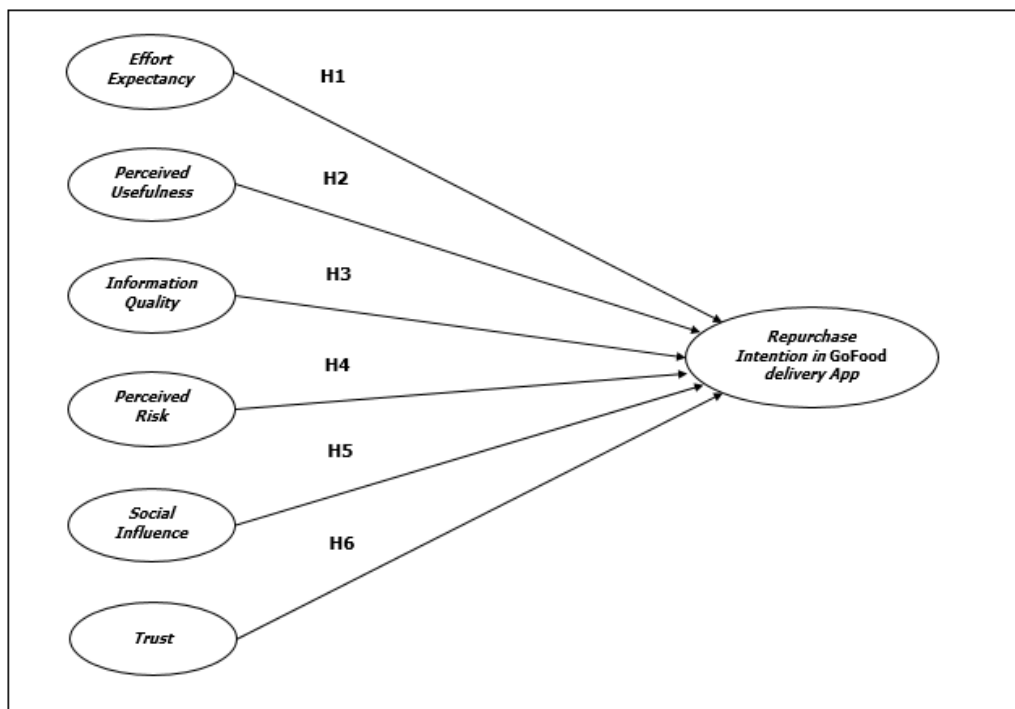 Effort
Expectancy
H1
Perceived
Usefulness
H2
Information
Quality
H3
Repurchase
Intention in GoFood
delivery App
Perceived
Risk
H4
Social
Influence
H5
Trust
H6